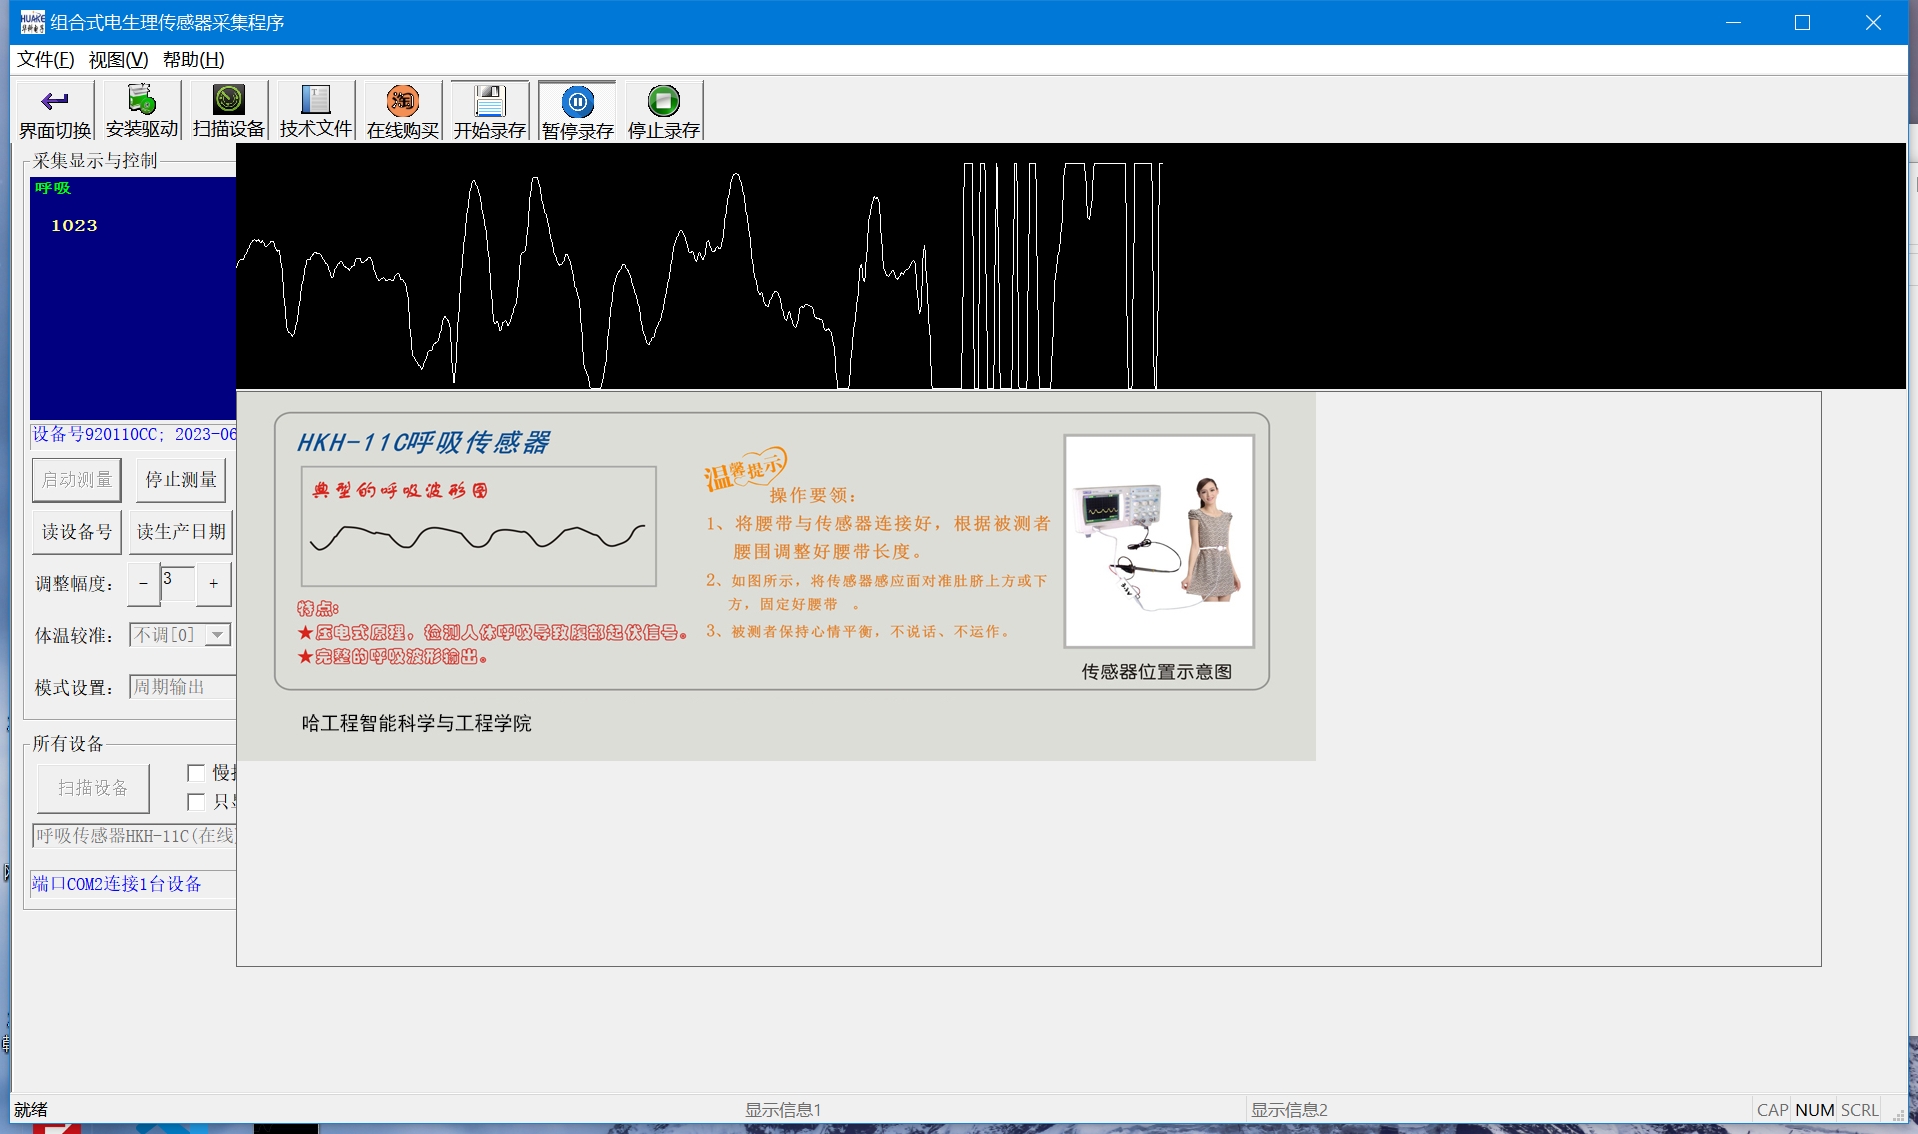 组合式电生理传感器采集程序
文件(F) 视图(V) 帮助(H)
界面切换 安装驱动 扫描设备 技术文件 在线购买 开始录存 暂停录存 停止录存
采集显示与控制
呼吸
1023
设备号920110CC; 2023-06
启动测量 停止测量
读设备号 读生产日期
调整幅度: - 3 +
体温较准: 不调[0]
模式设置: 周期输出
所有设备
扫描设备
慢
只
呼吸传感器HKH-11C(在线)
端口COM2连接1台设备
HKH-11C呼吸传感器
典型的呼吸波形图
特点:
★压电式原理，检测人体呼吸导致腹部起伏信号。
★完整的呼吸波形输出。
温馨提示
操作要领：
1、将腰带与传感器连接好，根据被测者
腰围调整好腰带长度。
2、如图所示，将传感器感应面对准肚脐上方或下
方，固定好腰带 。
3、被测者保持心情平衡，不说话、不运作。
传感器位置示意图
哈工程智能科学与工程学院
就绪 显示信息1 显示信息2 CAP NUM SCRL